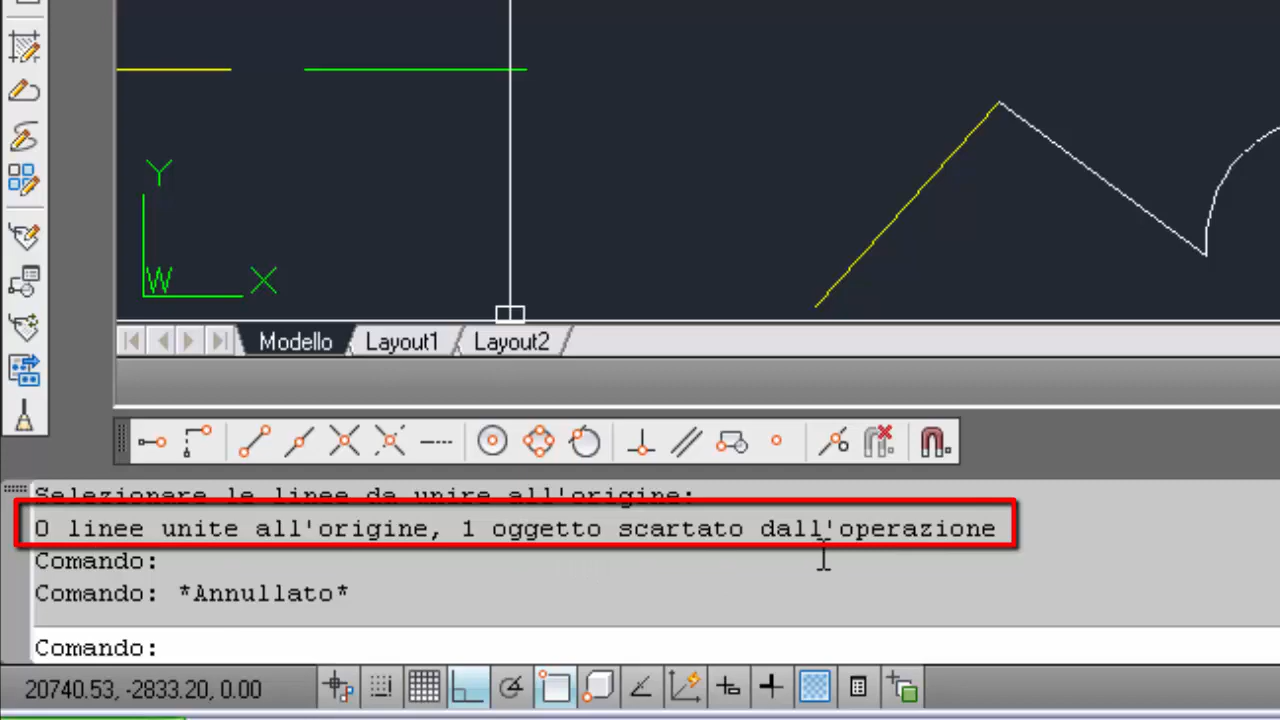 Y
W X
Modello Layout1 Layout2
Selezionare le linee da unire all'origine:
0 linee unite all'origine, 1 oggetto scartato dall'operazione
Comando:
Comando: *Annullato*
Comando:
20740.53, -2833.20, 0.00